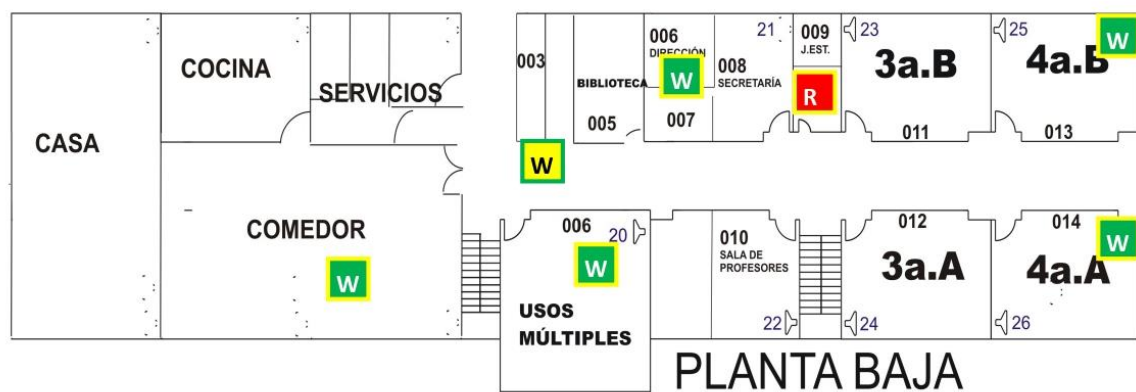 CASA
COCINA
SERVICIOS
COMEDOR
W
003
W
BIBLIOTECA
005
006
DIRECCIÓN
W
007
008
SECRETARÍA
21
009
J.EST.
R
23
3a.B
011
25
4a.B
W
013
006
20
W
USOS
MÚLTIPLES
010
SALA DE
PROFESORES
22
012
3a.A
24
014
W
4a.A
26
PLANTA BAJA